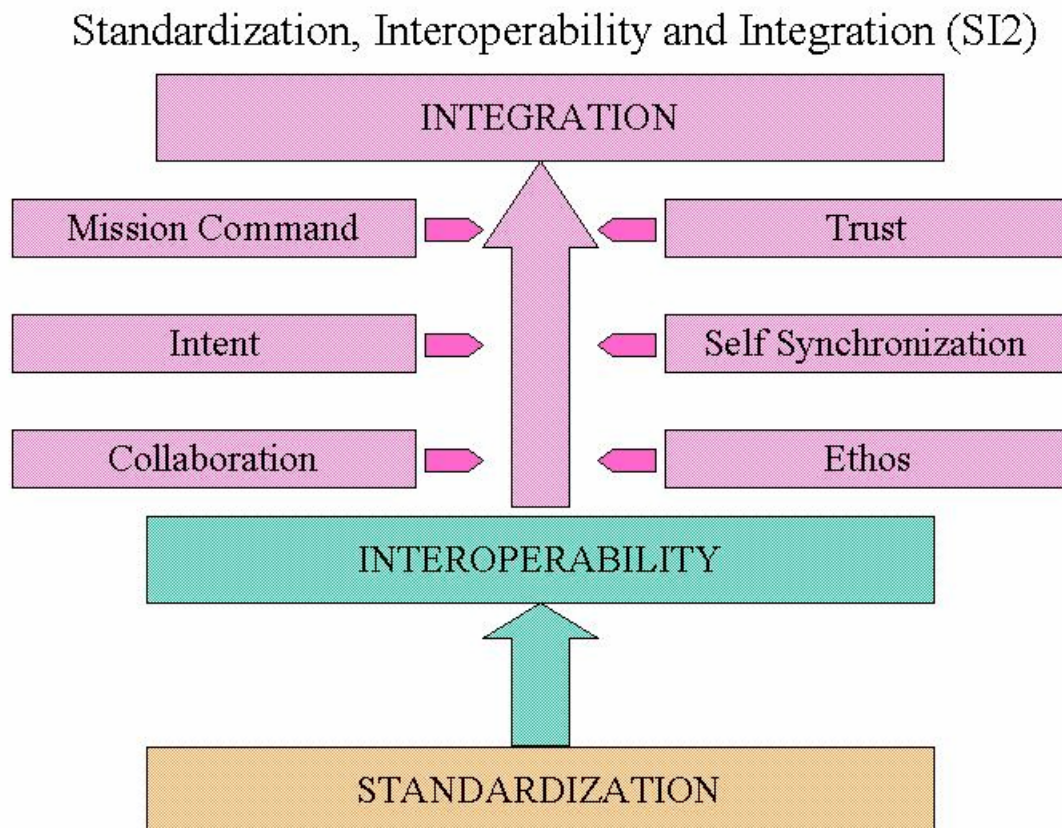 Standardization, Interoperability and Integration (SI2)
INTEGRATION
Mission Command
Trust
Intent
Self Synchronization
Collaboration
Ethos
INTEROPERABILITY
STANDARDIZATION